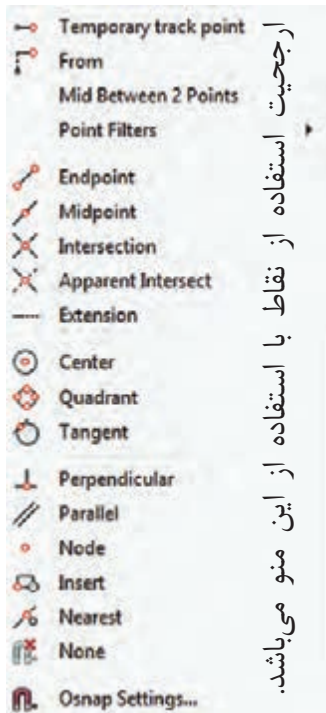 Temporary track point
From
Mid Between 2 Points
Point Filters
Endpoint
Midpoint
Intersection
Apparent Intersect
Extension
Center
Quadrant
Tangent
Perpendicular
Parallel
Node
Insert
Nearest
None
Osnap Settings...
ارجحیت استفاده از نقاط با استفاده از این منو می‌باشد.